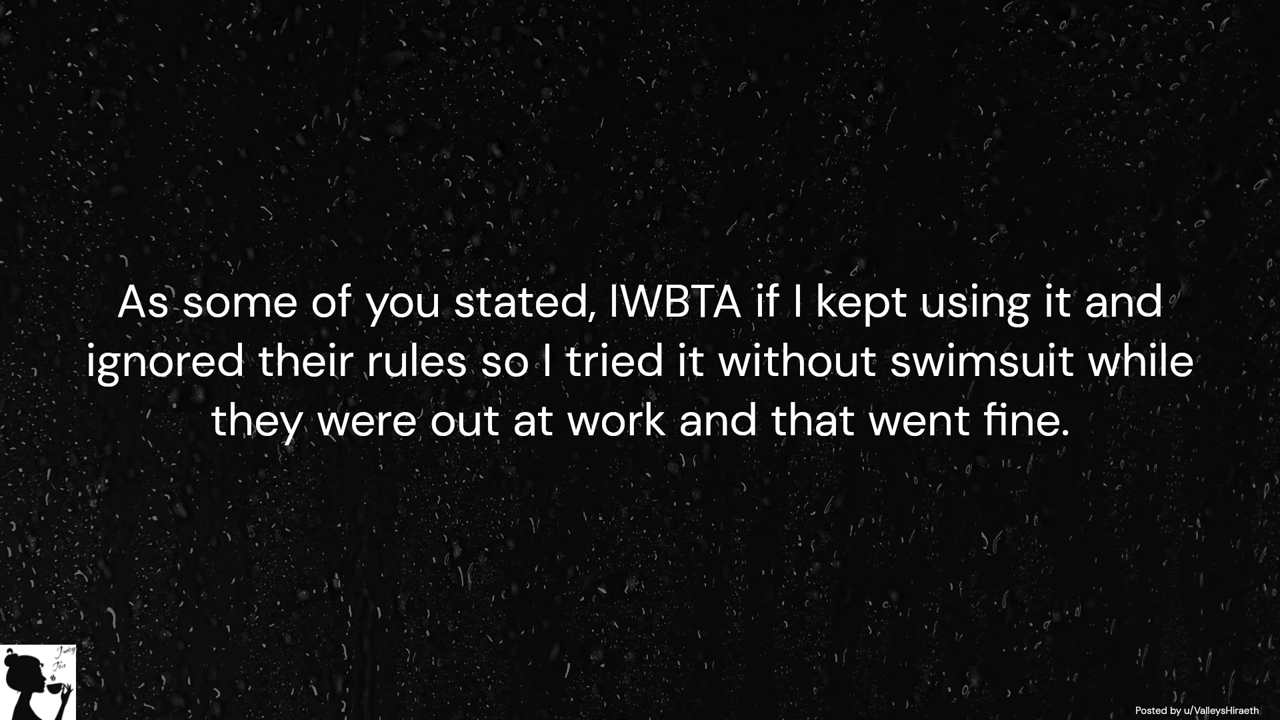 As some of you stated, IWBTA if I kept using it and
ignored their rules so I tried it without swimsuit while
they were out at work and that went fine.
Posted by u/ValleysHiraeth